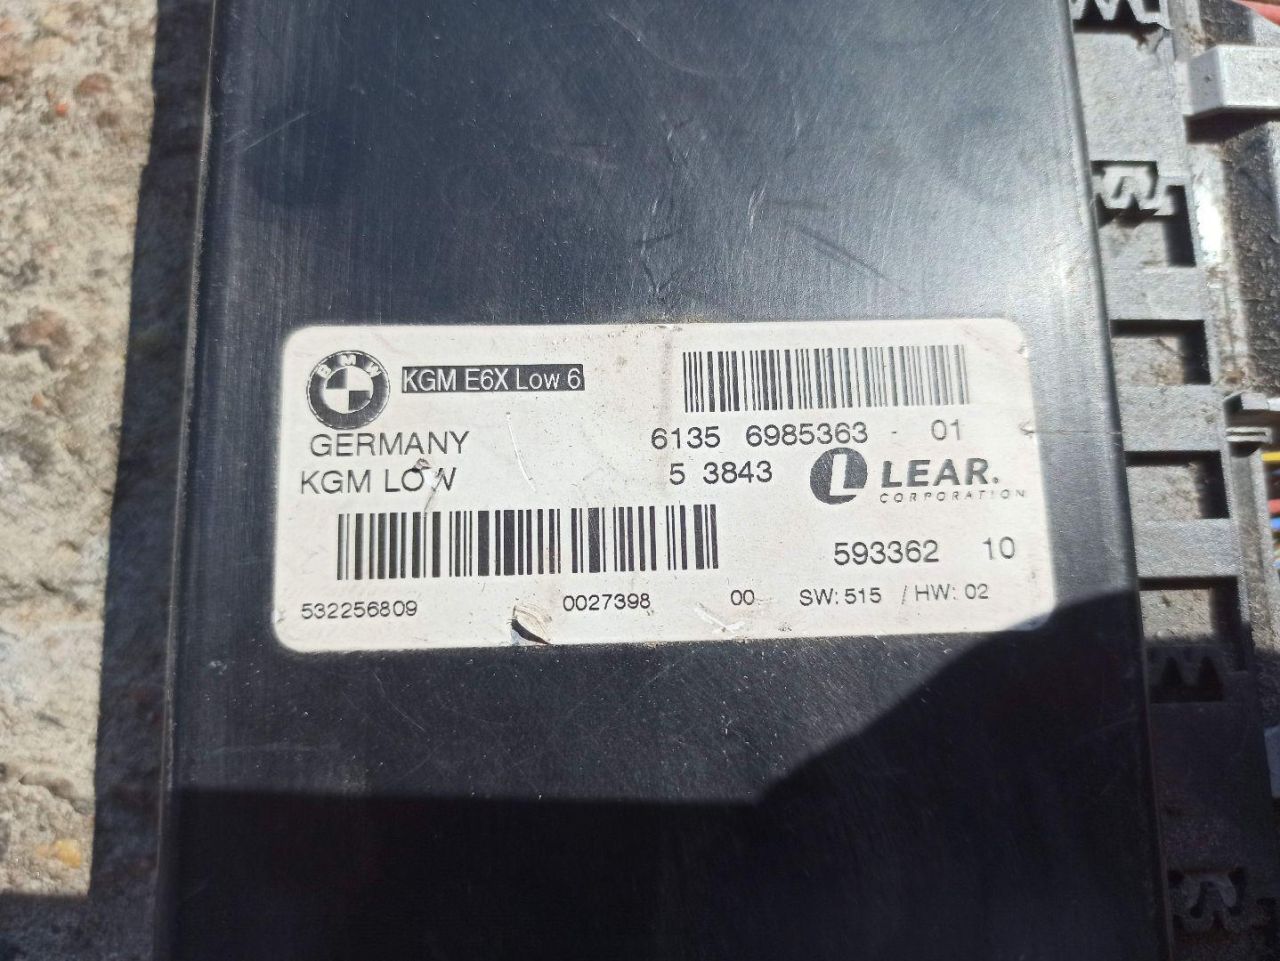 BMW
KGM E6X Low 6
GERMANY
6135 6985363 - 01
KGM LOW
5 3843
LEAR.
CORPORATION
593362 10
532256809 0027398 00 SW: 515 / HW: 02